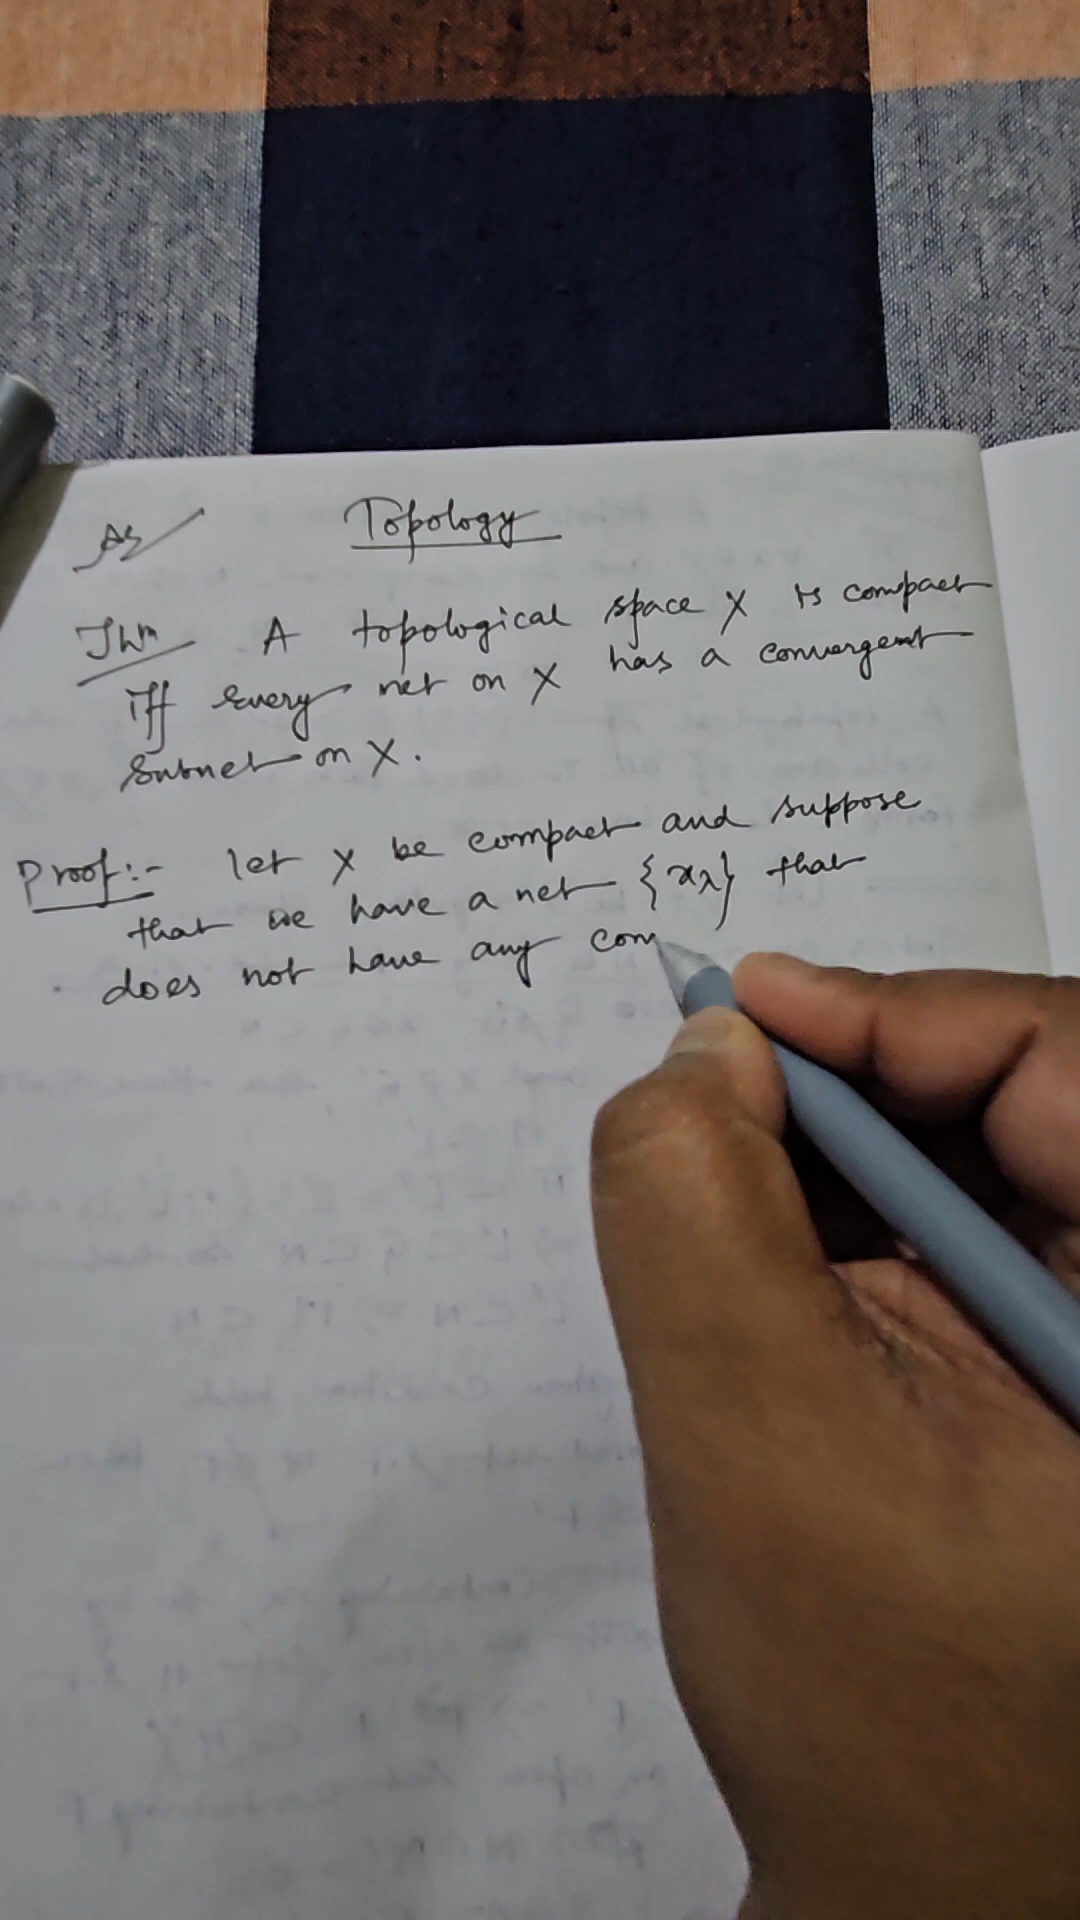 Topology
Thm A topological space X is compact
iff every net on X has a convergent
subnet on X.
Proof:- let X be compact and suppose
that we have a net {xλ} that
does not have any con